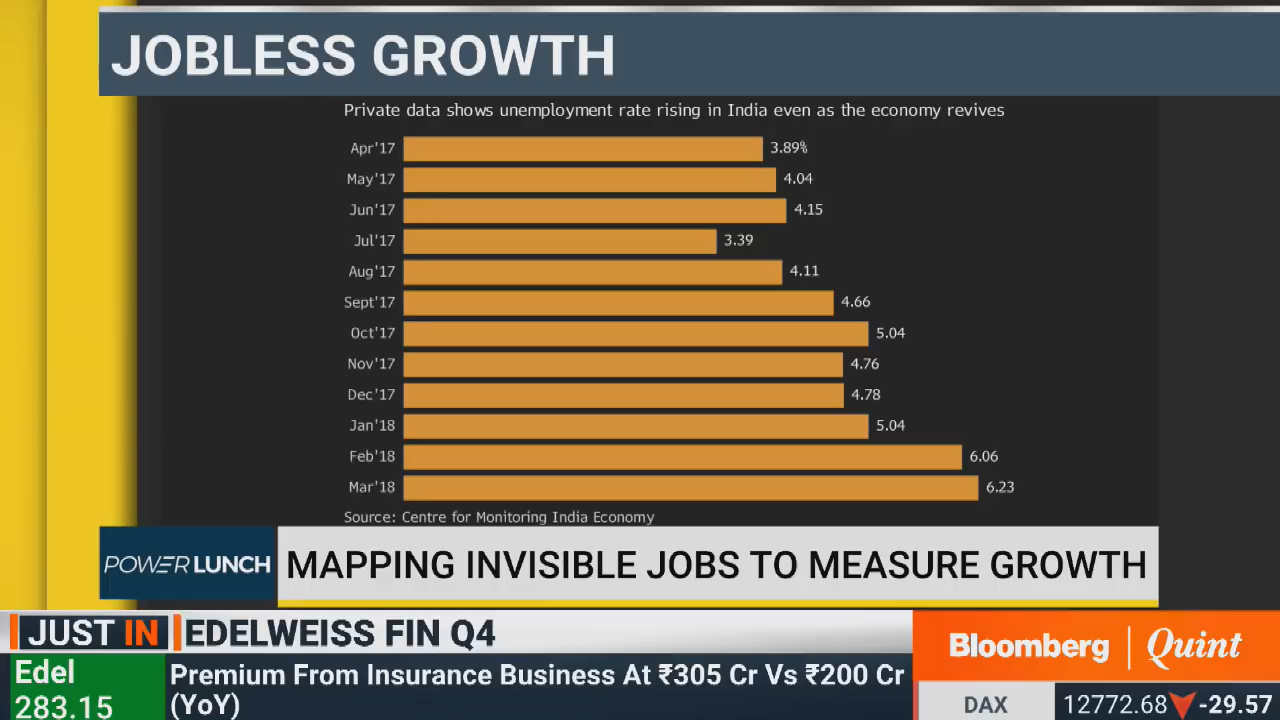 JOBLESS GROWTH
Private data shows unemployment rate rising in India even as the economy revives
Apr'17 3.89%
May'17 4.04
Jun'17 4.15
Jul'17 3.39
Aug'17 4.11
Sept'17 4.66
Oct'17 5.04
Nov'17 4.76
Dec'17 4.78
Jan'18 5.04
Feb'18 6.06
Mar'18 6.23
Source: Centre for Monitoring India Economy
POWER LUNCH MAPPING INVISIBLE JOBS TO MEASURE GROWTH
JUST IN EDELWEISS FIN Q4
Bloomberg | Quint
Edel
283.15
Premium From Insurance Business At ₹305 Cr Vs ₹200 Cr
(YoY)
DAX 12772.68 -29.57